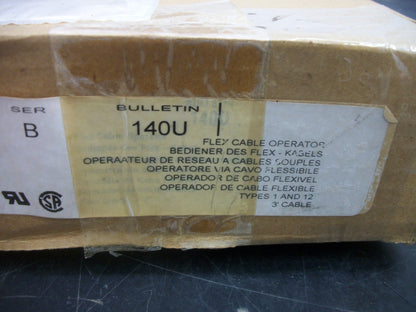 SER
B
BULLETIN
140U
FLEX CABLE OPERATOR
BEDIENER DES FLEX - KABELS
OPERAATEUR DE RESEAU A CABLES SOUPLES
OPERATORE VIA CAVO FLESSIBILE
OPERADOR DE CABO FLEXIVEL
OPERADOR DE CABLE FLEXIBLE
TYPES 1 AND 12
3' CABLE